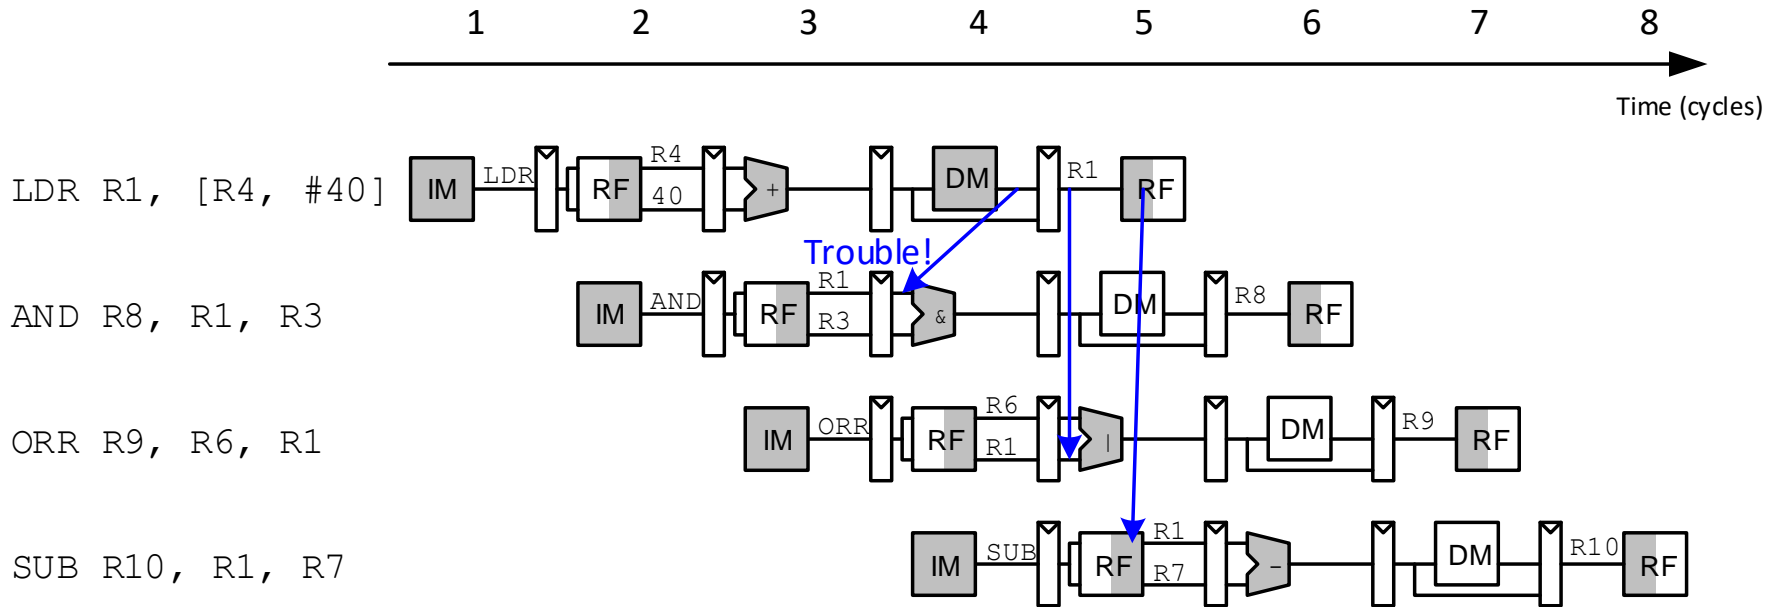 1 2 3 4 5 6 7 8
Time (cycles)
LDR R1, [R4, #40] IM LDR RF R4 40 + DM R1 RF
Trouble!
AND R8, R1, R3 IM AND RF R1 R3 & DM R8 RF
ORR R9, R6, R1 IM ORR RF R6 R1 | DM R9 RF
SUB R10, R1, R7 IM SUB RF R1 R7 - DM R10 RF